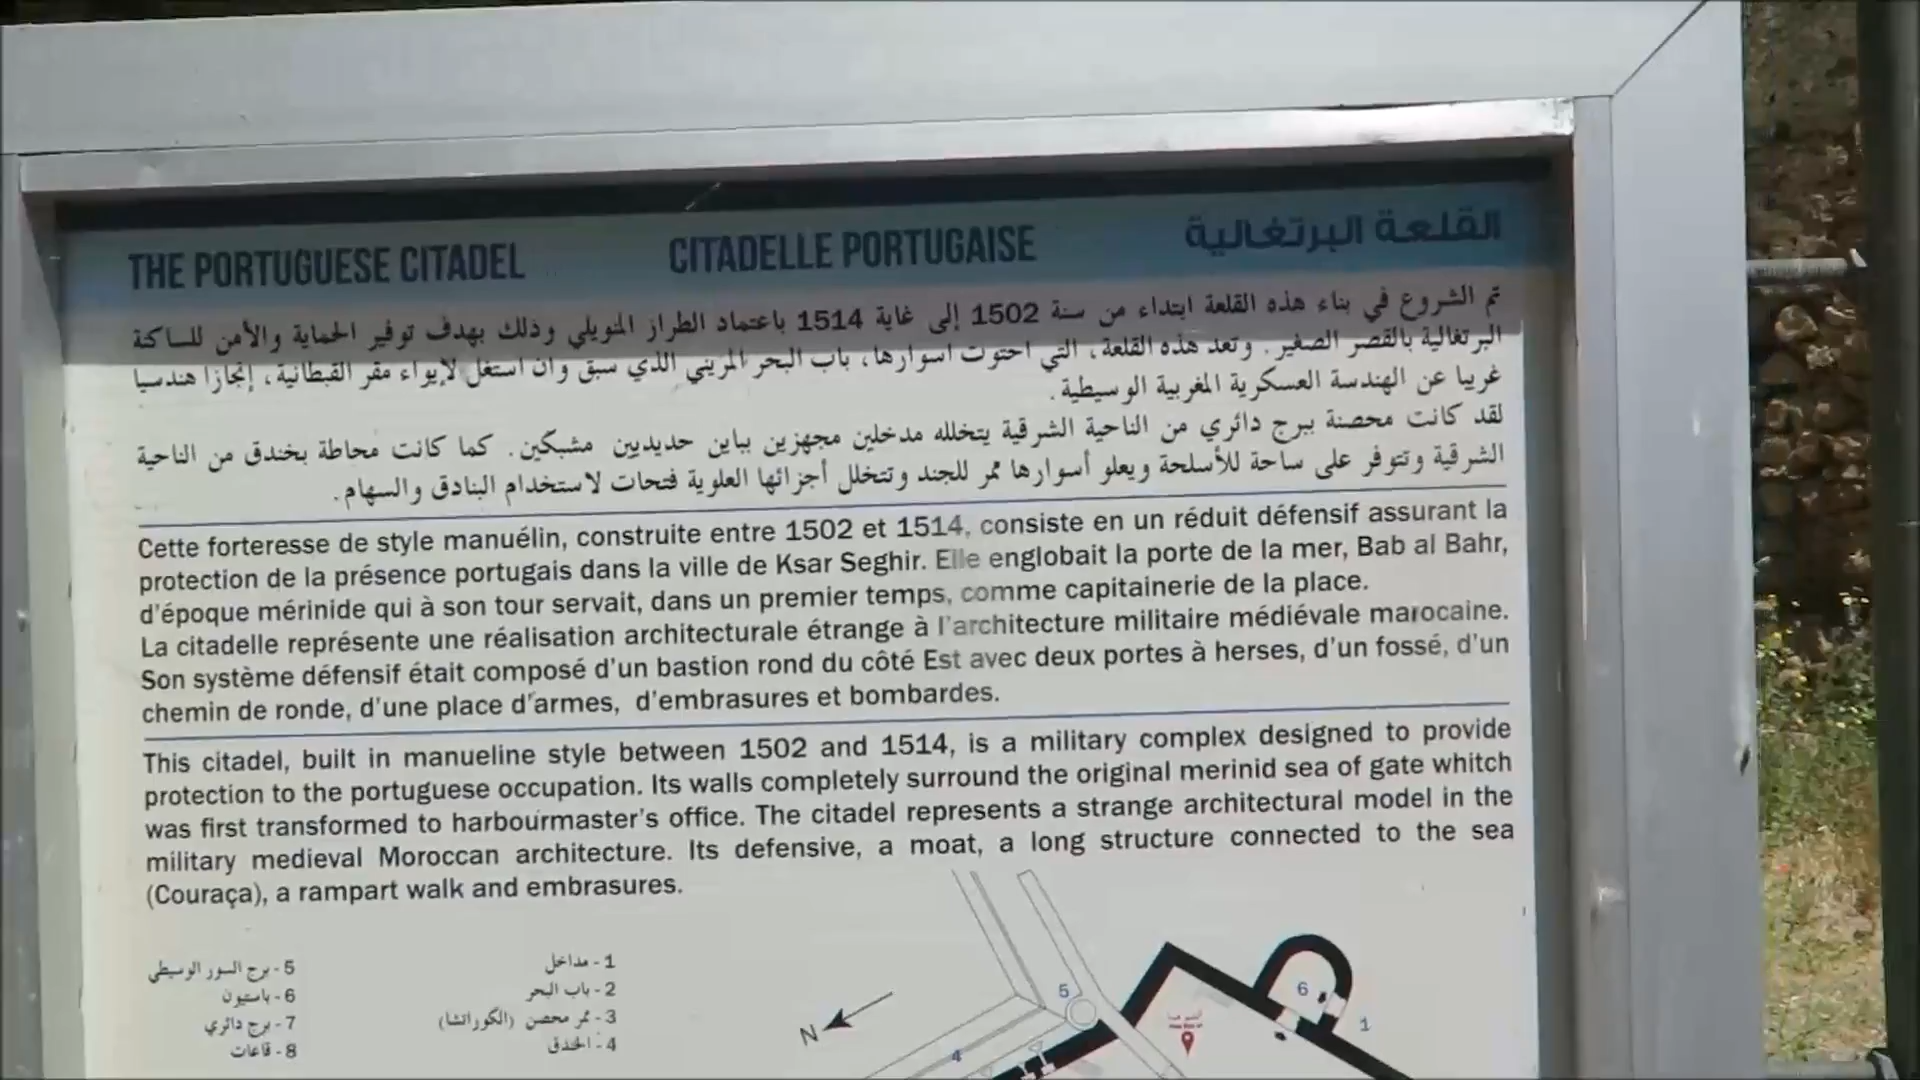 THE PORTUGUESE CITADEL
CITADELLE PORTUGAISE
القلعة البرتغالية
تم الشروع في بناء هذه القلعة ابتداء من سنة 1502 إلى غاية 1514 باعتماد الطراز المنويلي وذلك بهدف توفير الحماية والأمن للساكنة
البرتغالية بالقصر الصغير. وتعد هذه القلعة، التي احتوت اسوارها، باب البحر المريني الذي سبق وان استغل لإيواء مقر القبطانية، إنجازا هندسيا
غريبا عن الهندسة العسكرية المغربية الوسيطية.
لقد كانت محصنة ببرج دائري من الناحية الشرقية يتخلله مدخلين مجهزين ببابين حديديين مشبكين. كما كانت محاطة بخندق من الناحية
الشرقية وتتوفر على ساحة للأسلحة ويعلو أسوارها ممر للجند وتتخلل أجزائها العلوية فتحات لاستخدام البنادق والسهام.
Cette forteresse de style manuélin, construite entre 1502 et 1514, consiste en un réduit défensif assurant la
protection de la présence portugais dans la ville de Ksar Seghir. Elle englobait la porte de la mer, Bab al Bahr,
d'époque mérinide qui à son tour servait, dans un premier temps, comme capitainerie de la place.
La citadelle représente une réalisation architecturale étrange à l'architecture militaire médiévale marocaine.
Son système défensif était composé d'un bastion rond du côté Est avec deux portes à herses, d'un fossé, d'un
chemin de ronde, d'une place d'armes, d'embrasures et bombardes.
This citadel, built in manueline style between 1502 and 1514, is a military complex designed to provide
protection to the portuguese occupation. Its walls completely surround the original merinid sea of gate whitch
was first transformed to harbourmaster's office. The citadel represents a strange architectural model in the
military medieval Moroccan architecture. Its defensive, a moat, a long structure connected to the sea
(Couraça), a rampart walk and embrasures.
1 - مداخل
2 - باب البحر
3 - ممر محصن (الكوراتشا)
4 - الخندق
5 - برج السور الوسيطي
6 - باستيون
7 - برج دائري
8 - قاعات
N
5
6
1
4